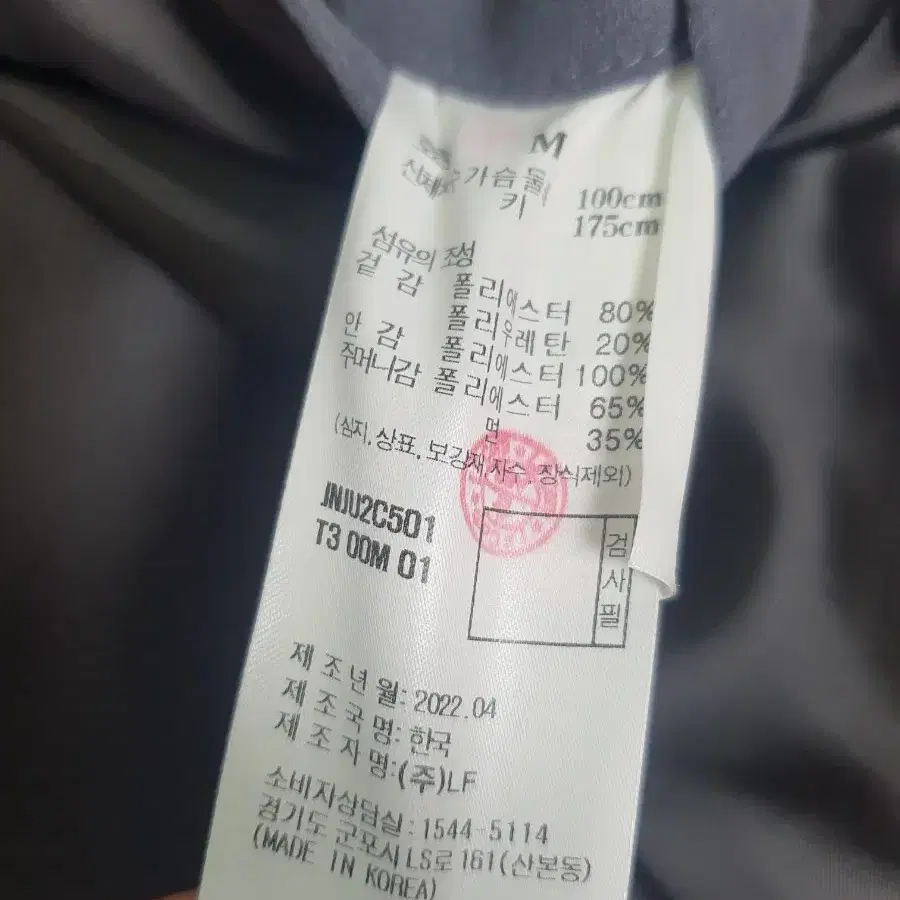 M
신체치수 가슴둘레 100cm
키 175cm
섬유의 조성
겉감 폴리에스터 80%
폴리우레탄 20%
안감 폴리에스터 100%
주머니감 폴리에스터 65%
면 35%
(심지,상표,보강재,자수,장식제외)
JNJU2C501
T3 00M 01
검사필
제조년월: 2022.04
제조국명: 한국
제조자명:(주)LF
소비자상담실:1544-5114
경기도 군포시 LS로 161(산본동)
(MADE IN KOREA)